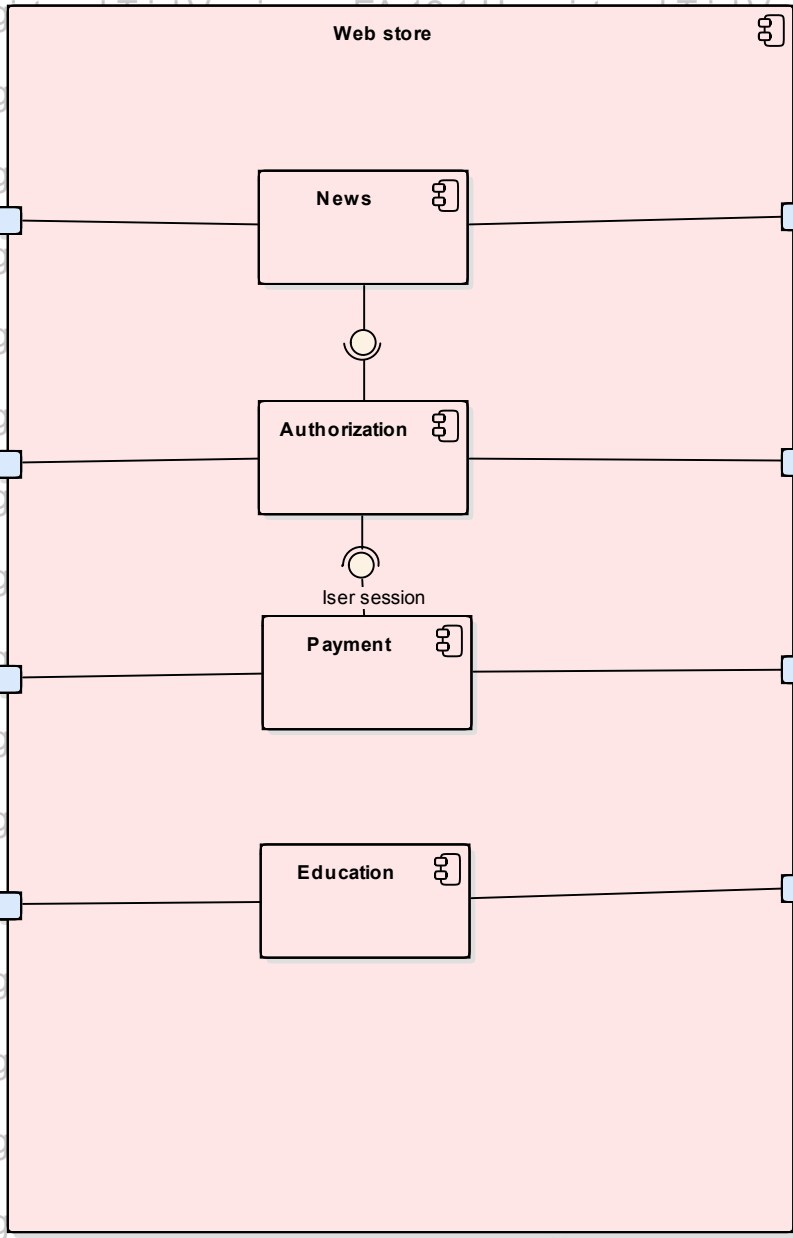 Web store
News
Authorization
Iser session
Payment
Education